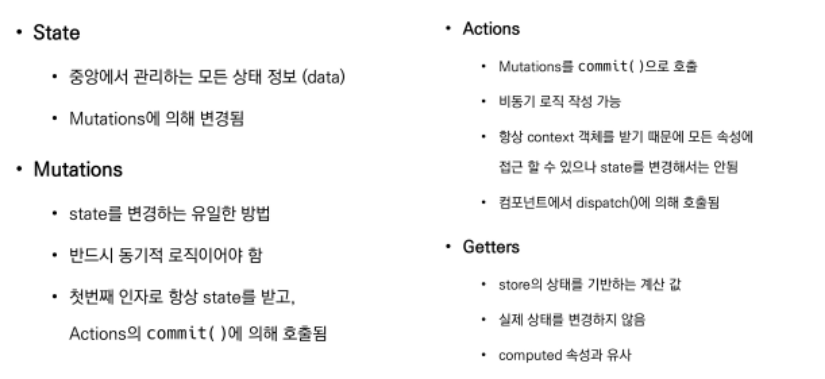 • State
• 중앙에서 관리하는 모든 상태 정보 (data)
• Mutations에 의해 변경됨
• Mutations
• state를 변경하는 유일한 방법
• 반드시 동기적 로직이어야 함
• 첫번째 인자로 항상 state를 받고,
Actions의 commit( )에 의해 호출됨
• Actions
• Mutations를 commit( )으로 호출
• 비동기 로직 작성 가능
• 항상 context 객체를 받기 때문에 모든 속성에
접근 할 수 있으나 state를 변경해서는 안됨
• 컴포넌트에서 dispatch()에 의해 호출됨
• Getters
• store의 상태를 기반하는 계산 값
• 실제 상태를 변경하지 않음
• computed 속성과 유사